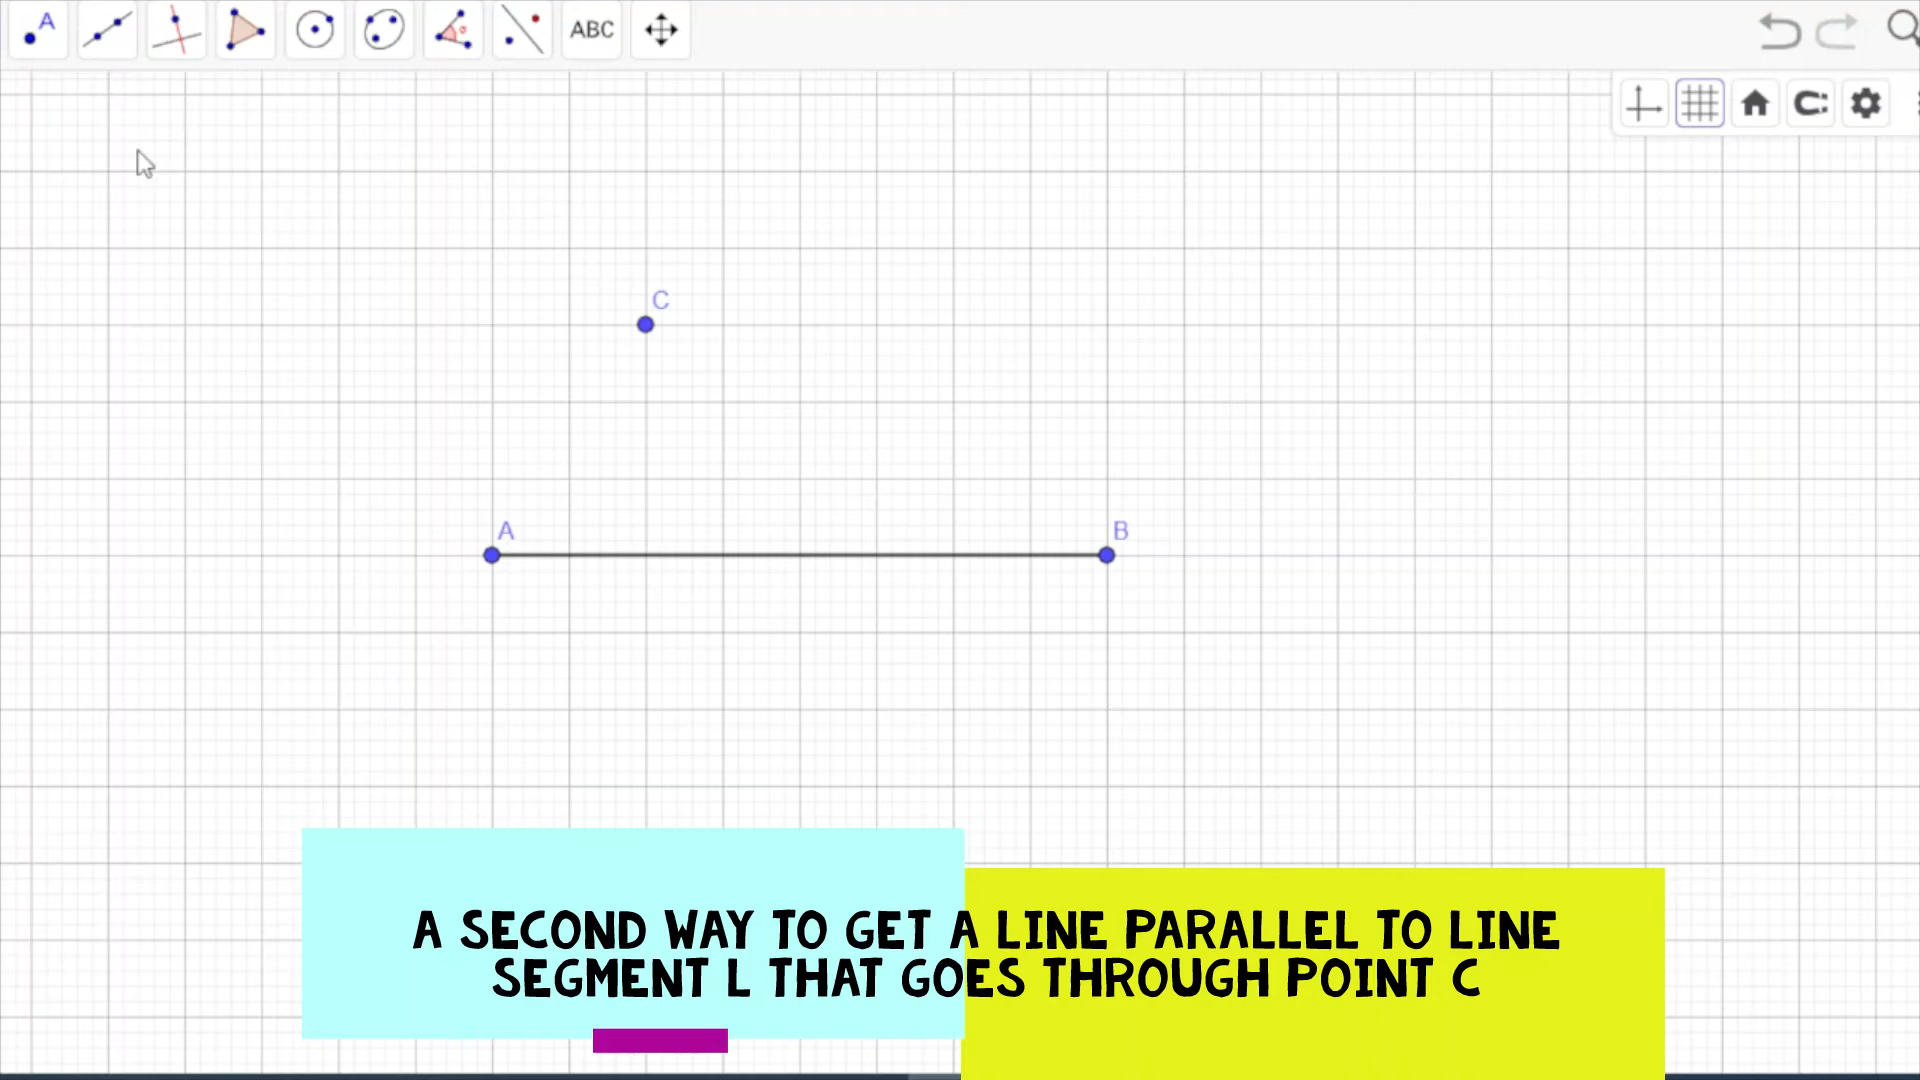 A
ABC
C
A
B
A SECOND WAY TO GET A LINE PARALLEL TO LINE
SEGMENT L THAT GOES THROUGH POINT C